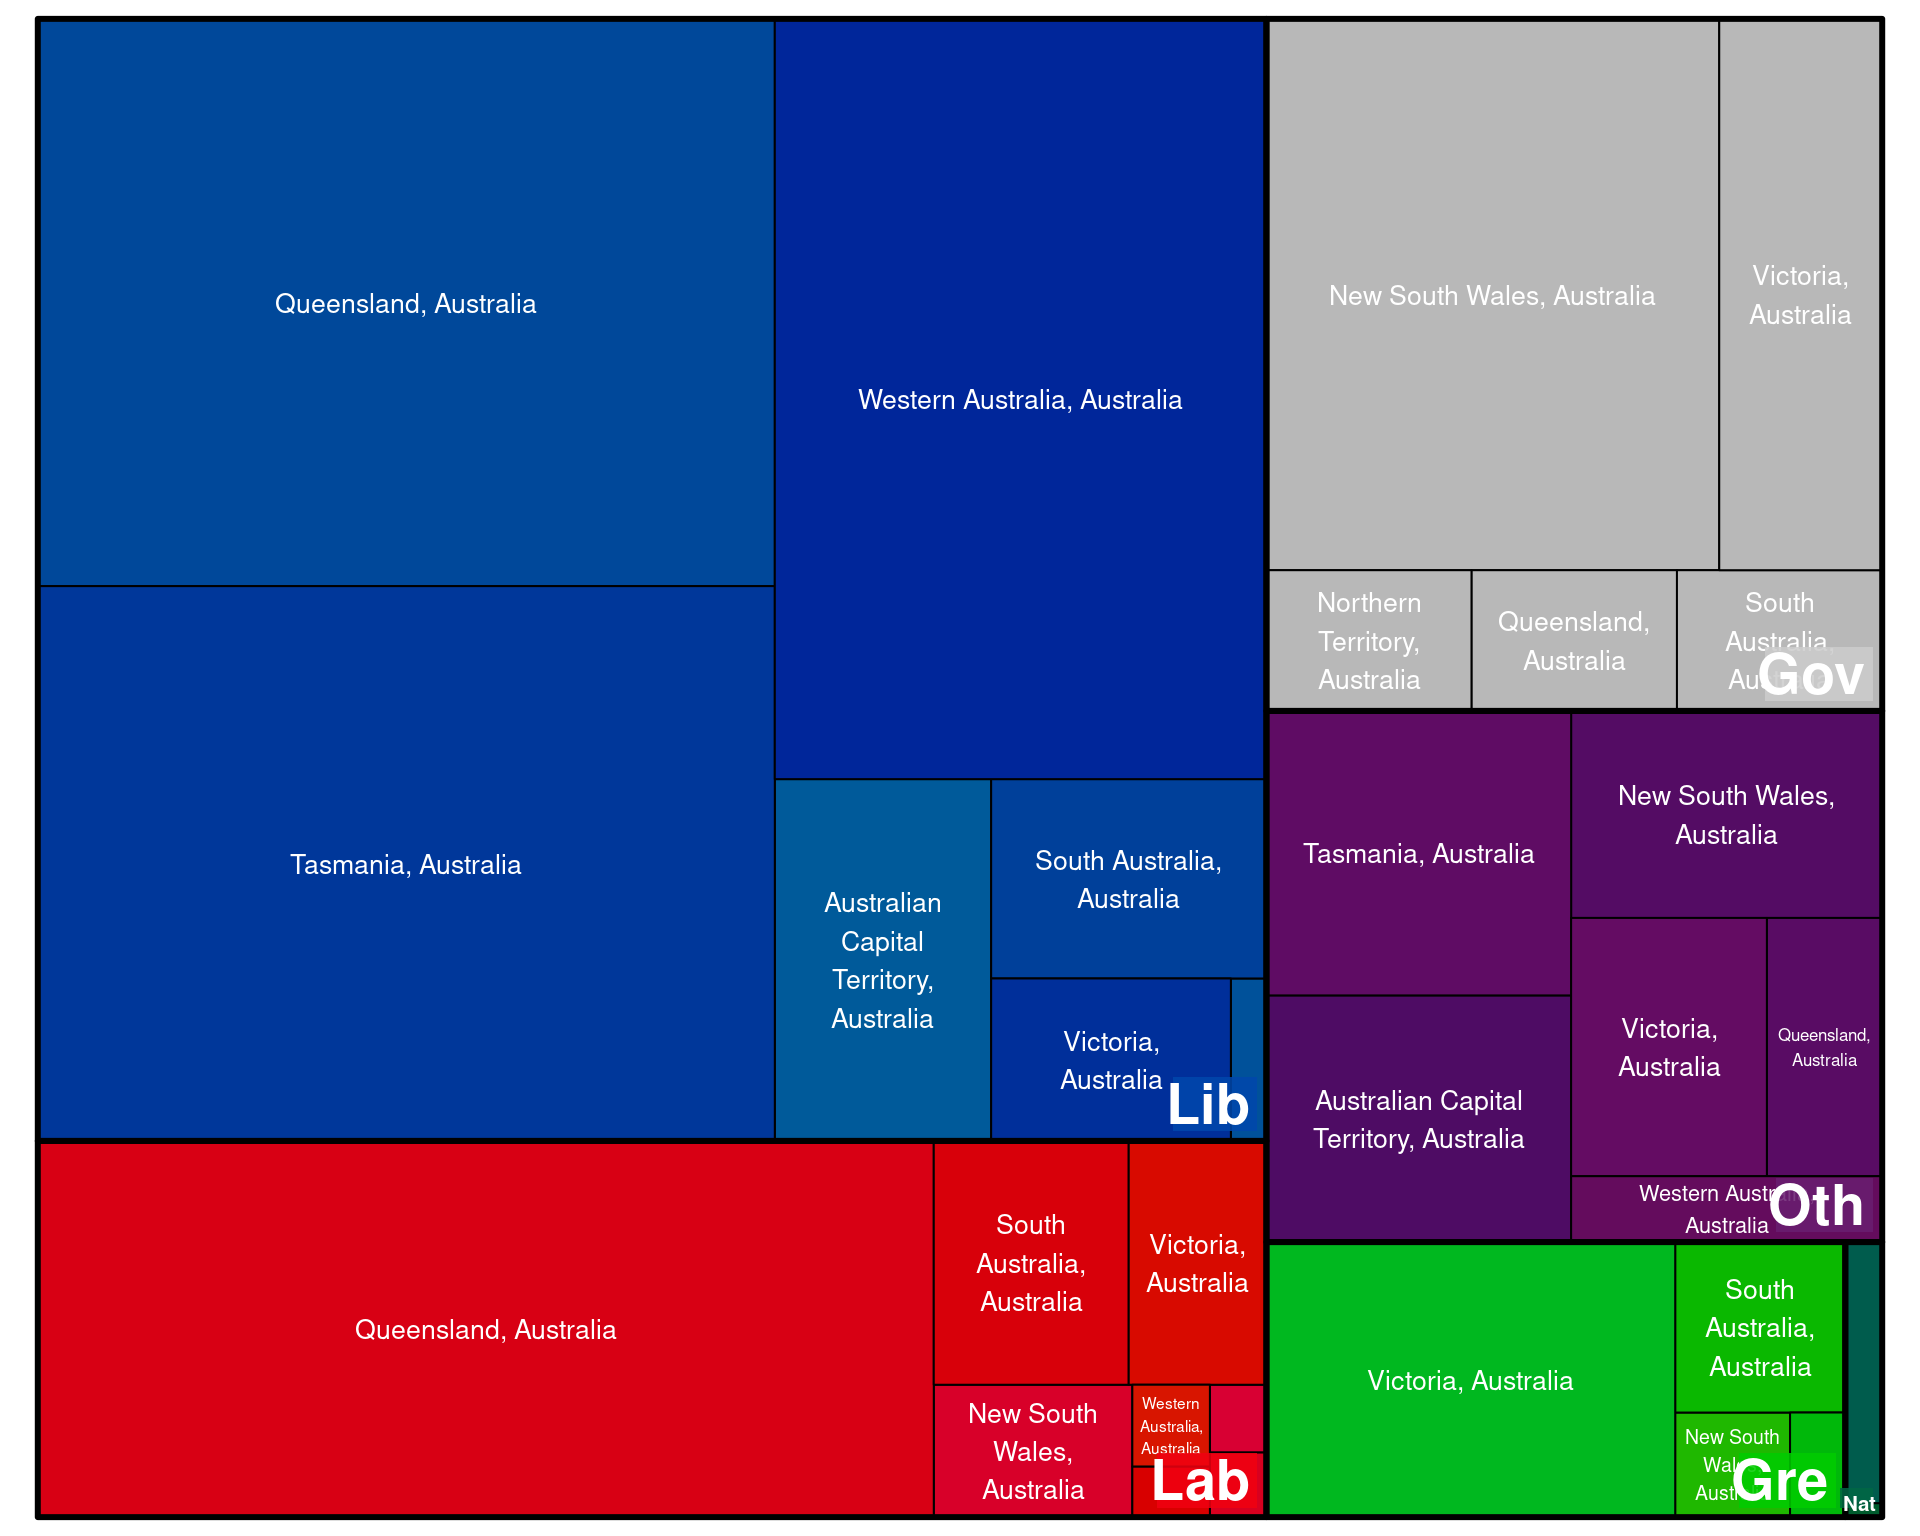 Queensland, Australia
Tasmania, Australia
Western Australia, Australia
Australian
Capital
Territory,
Australia
South Australia,
Australia
Victoria,
Australia
Lib
Queensland, Australia
South
Australia,
Australia
Victoria,
Australia
New South
Wales,
Australia
Western
Australia,
Australia
Lab
New South Wales, Australia
Victoria,
Australia
Northern
Territory,
Australia
Queensland,
Australia
South
Australia,
Gov
Tasmania, Australia
New South Wales,
Australia
Australian Capital
Territory, Australia
Victoria,
Australia
Queensland,
Australia
Western
Australia
Oth
Victoria, Australia
South
Australia,
Australia
New South
Gre
Nat